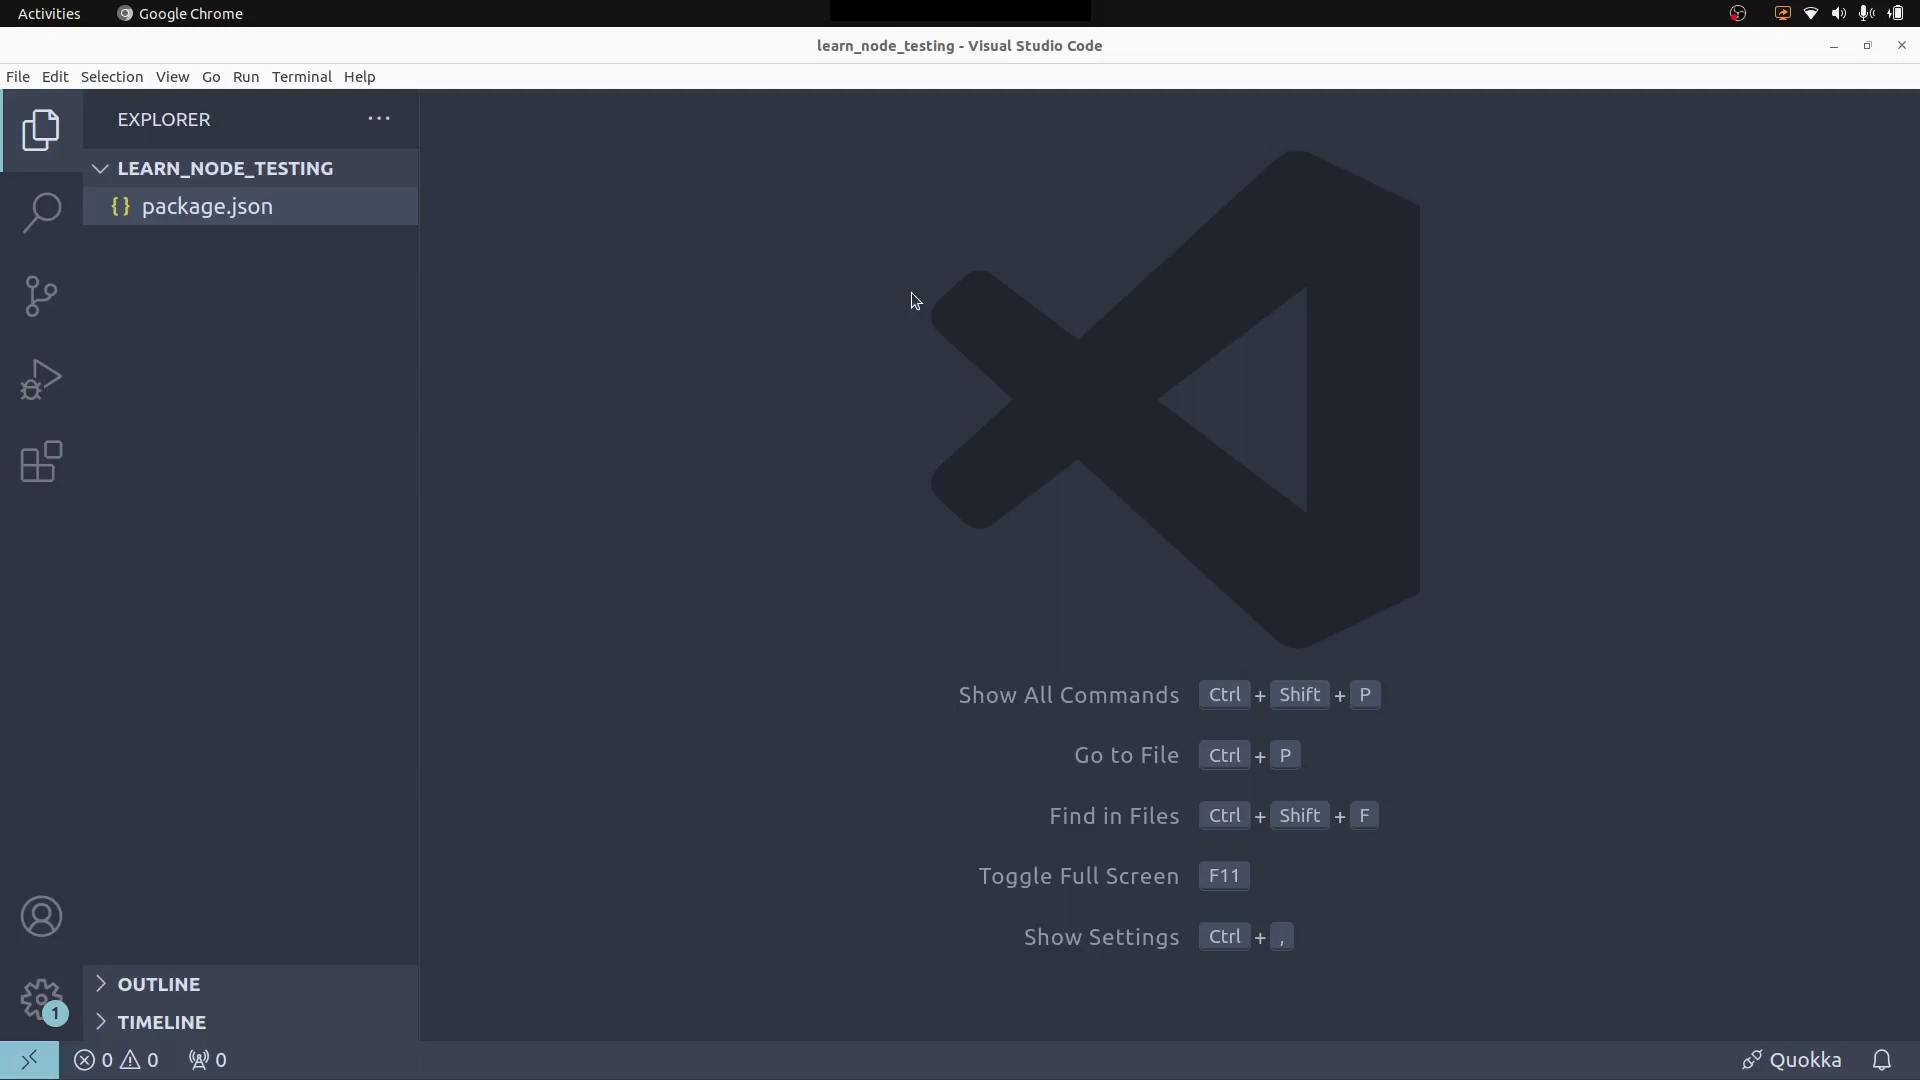 Activities Google Chrome
learn_node_testing - Visual Studio Code
File Edit Selection View Go Run Terminal Help
EXPLORER
LEARN_NODE_TESTING
{} package.json
Show All Commands Ctrl + Shift + P
Go to File Ctrl + P
Find in Files Ctrl + Shift + F
Toggle Full Screen F11
Show Settings Ctrl + ,
OUTLINE
1
TIMELINE
0 0 0 Quokka